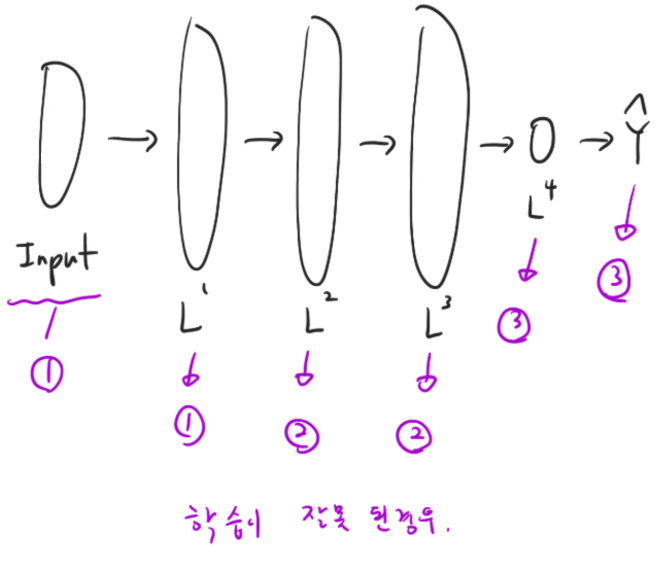 Ŷ
Input L¹ L² L³ L⁴
① ① ② ② ③ ③
학습이 잘못 된경우.